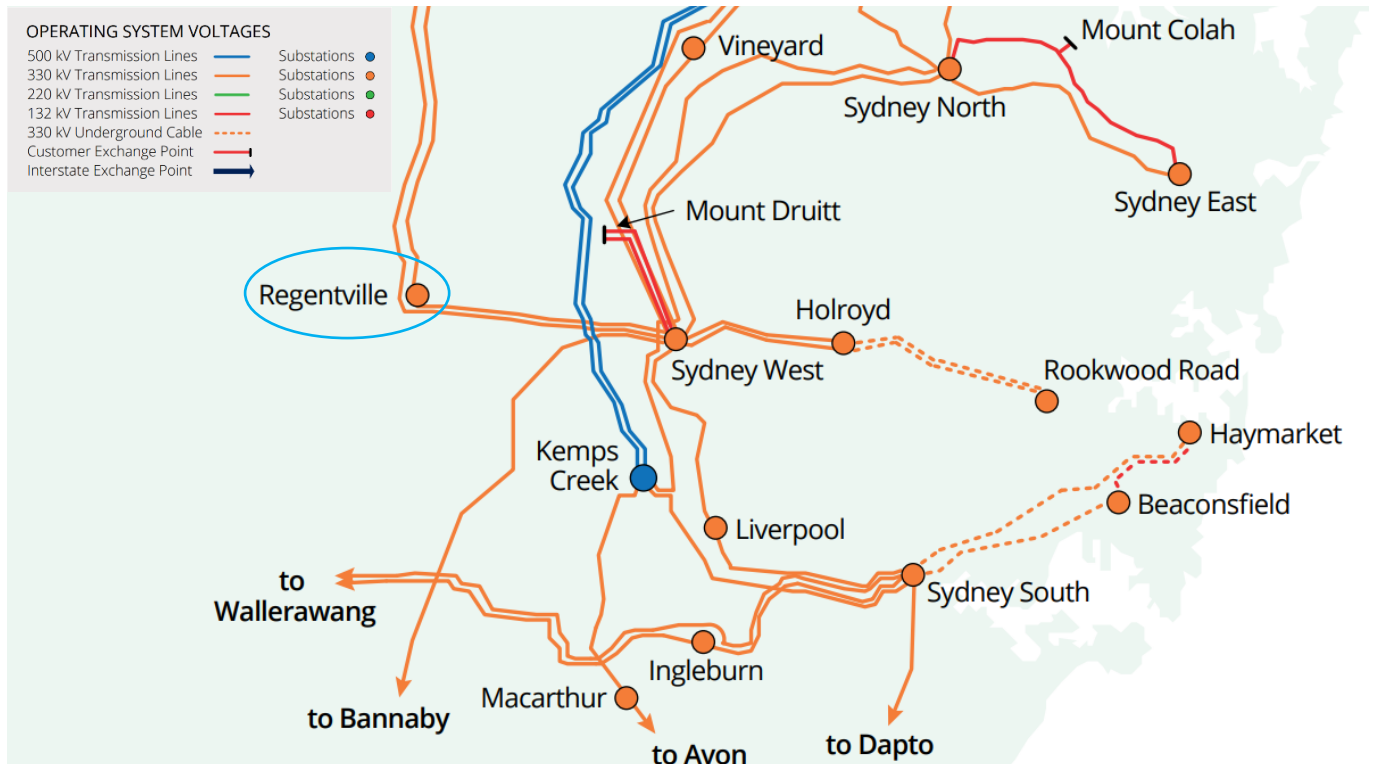 OPERATING SYSTEM VOLTAGES
500 kV Transmission Lines Substations
330 kV Transmission Lines Substations
220 kV Transmission Lines Substations
132 kV Transmission Lines Substations
330 kV Underground Cable
Customer Exchange Point
Interstate Exchange Point
Vineyard
Mount Colah
Sydney North
Sydney East
Mount Druitt
Regentville
Holroyd
Sydney West
Rookwood Road
Haymarket
Kemps
Creek
Beaconsfield
Liverpool
to
Wallerawang
Sydney South
Ingleburn
Macarthur
to Bannaby
to Avon
to Dapto